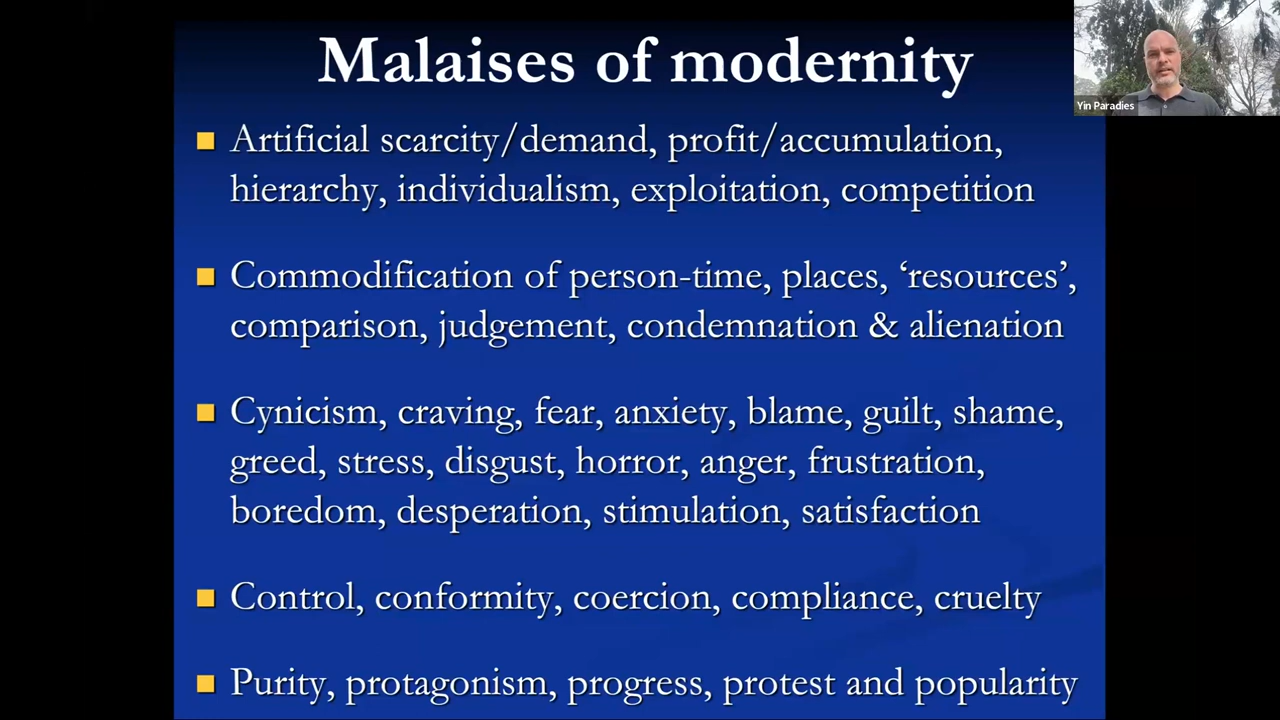 Malaises of modernity
Yin Paradies
Artificial scarcity/demand, profit/accumulation,
hierarchy, individualism, exploitation, competition
Commodification of person-time, places, ‘resources’,
comparison, judgement, condemnation & alienation
Cynicism, craving, fear, anxiety, blame, guilt, shame,
greed, stress, disgust, horror, anger, frustration,
boredom, desperation, stimulation, satisfaction
Control, conformity, coercion, compliance, cruelty
Purity, protagonism, progress, protest and popularity